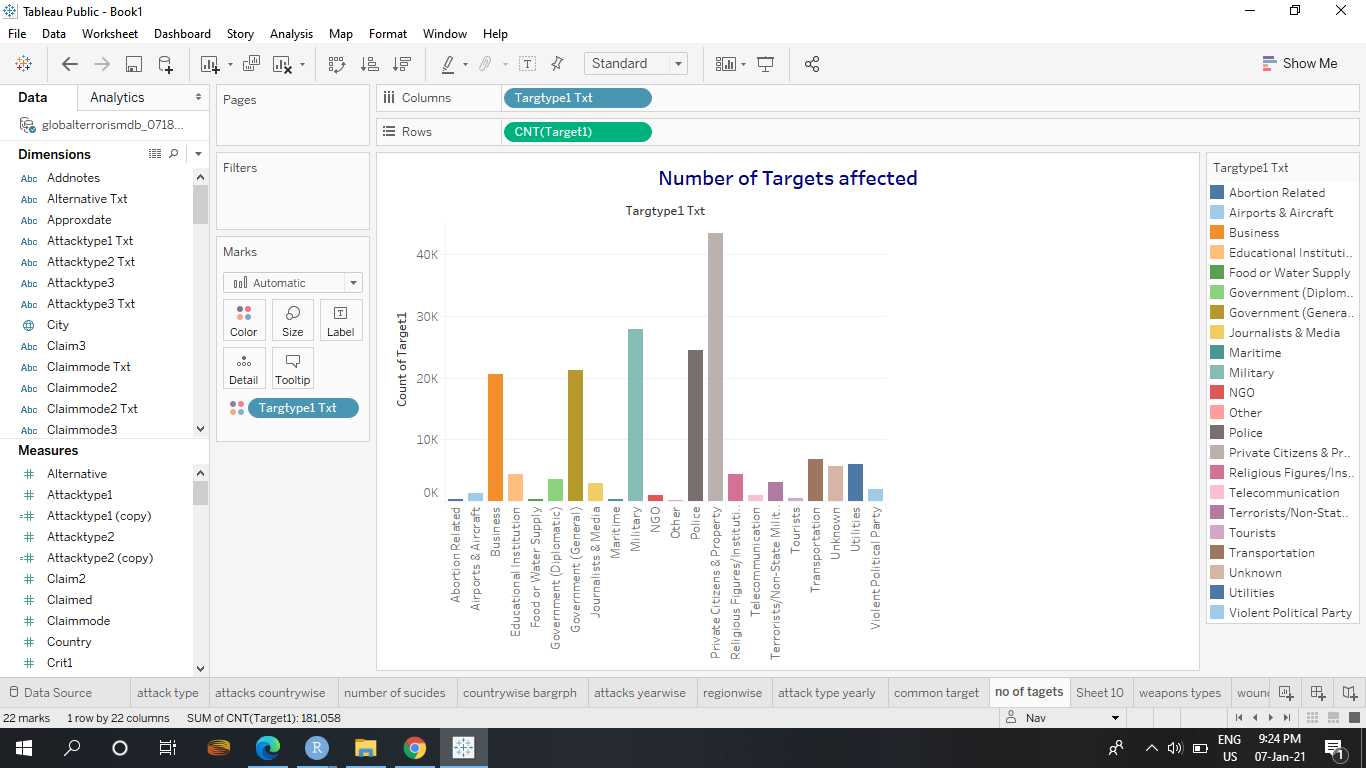 Tableau Public - Book1
File Data Worksheet Dashboard Story Analysis Map Format Window Help
Standard
Show Me
Data Analytics
globalterrorismdb_0718...
Dimensions
Abc Addnotes
Abc Alternative Txt
Abc Approxdate
Abc Attacktype1 Txt
Abc Attacktype2 Txt
Abc Attacktype3
Abc Attacktype3 Txt
City
Abc Claim3
Abc Claimmode Txt
Abc Claimmode2
Abc Claimmode2 Txt
Abc Claimmode3
Measures
Alternative
Attacktype1
Attacktype1 (copy)
Attacktype2
Attacktype2 (copy)
Claim2
Claimed
Claimmode
Country
Crit1
Pages
Filters
Marks
Automatic
Color Size Label
Detail Tooltip
Targtype1 Txt
Columns Targtype1 Txt
Rows CNT(Target1)
Number of Targets affected
Targtype1 Txt
Count of Target1
40K
30K
20K
10K
0K
Abortion Related
Airports & Aircraft
Business
Educational Institution
Food or Water Supply
Government (Diplomatic)
Government (General)
Journalists & Media
Maritime
Military
NGO
Other
Police
Private Citizens & Property
Religious Figures/Instituti..
Telecommunication
Terrorists/Non-State Milit..
Tourists
Transportation
Unknown
Utilities
Violent Political Party
Targtype1 Txt
Abortion Related
Airports & Aircraft
Business
Educational Instituti..
Food or Water Supply
Government (Diplom..
Government (Genera..
Journalists & Media
Maritime
Military
NGO
Other
Police
Private Citizens & Pr..
Religious Figures/Ins..
Telecommunication
Terrorists/Non-Stat..
Tourists
Transportation
Unknown
Utilities
Violent Political Party
Data Source attack type attacks countrywise number of sucides countrywise bargrph attacks yearwise regionwise attack type yearly common target no of tagets Sheet 10 weapons types woun
22 marks 1 row by 22 columns SUM of CNT(Target1): 181,058 Nav
R
ENG
US
9:24 PM
07-Jan-21
1